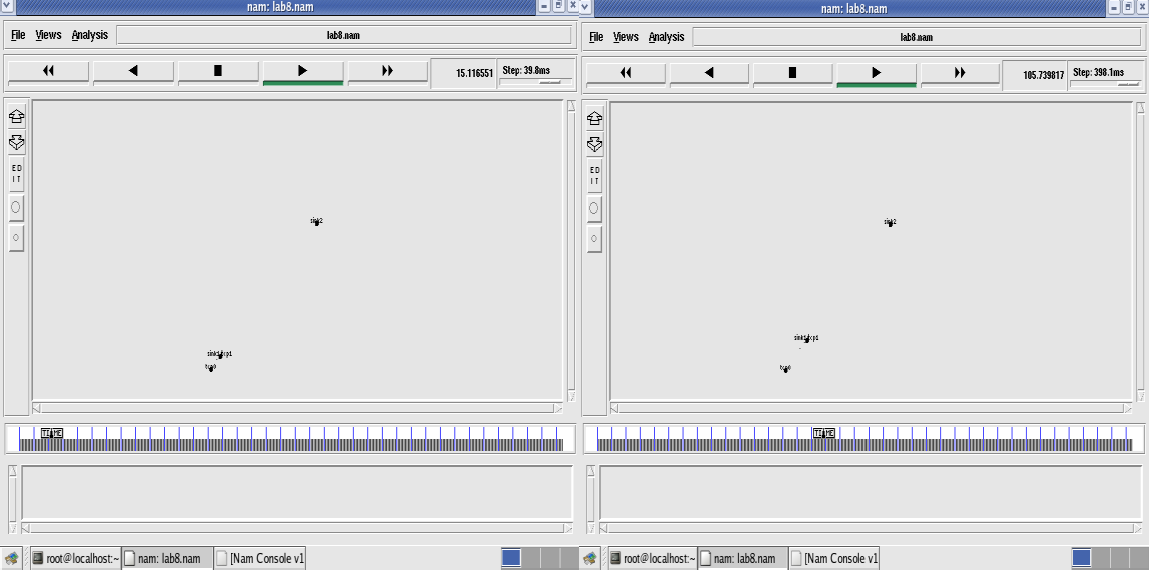 nam: lab8.nam
File Views Analysis lab8.nam
15.116551 Step: 39.8ms
ED
IT
sink2
sink1/tcp1
tcp0
TIME
root@localhost:~ nam: lab8.nam [Nam Console v1
nam: lab8.nam
File Views Analysis lab8.nam
105.739817 Step: 398.1ms
ED
IT
sink2
sink1/tcp1
tcp0
TIME
root@localhost:~ nam: lab8.nam [Nam Console v1